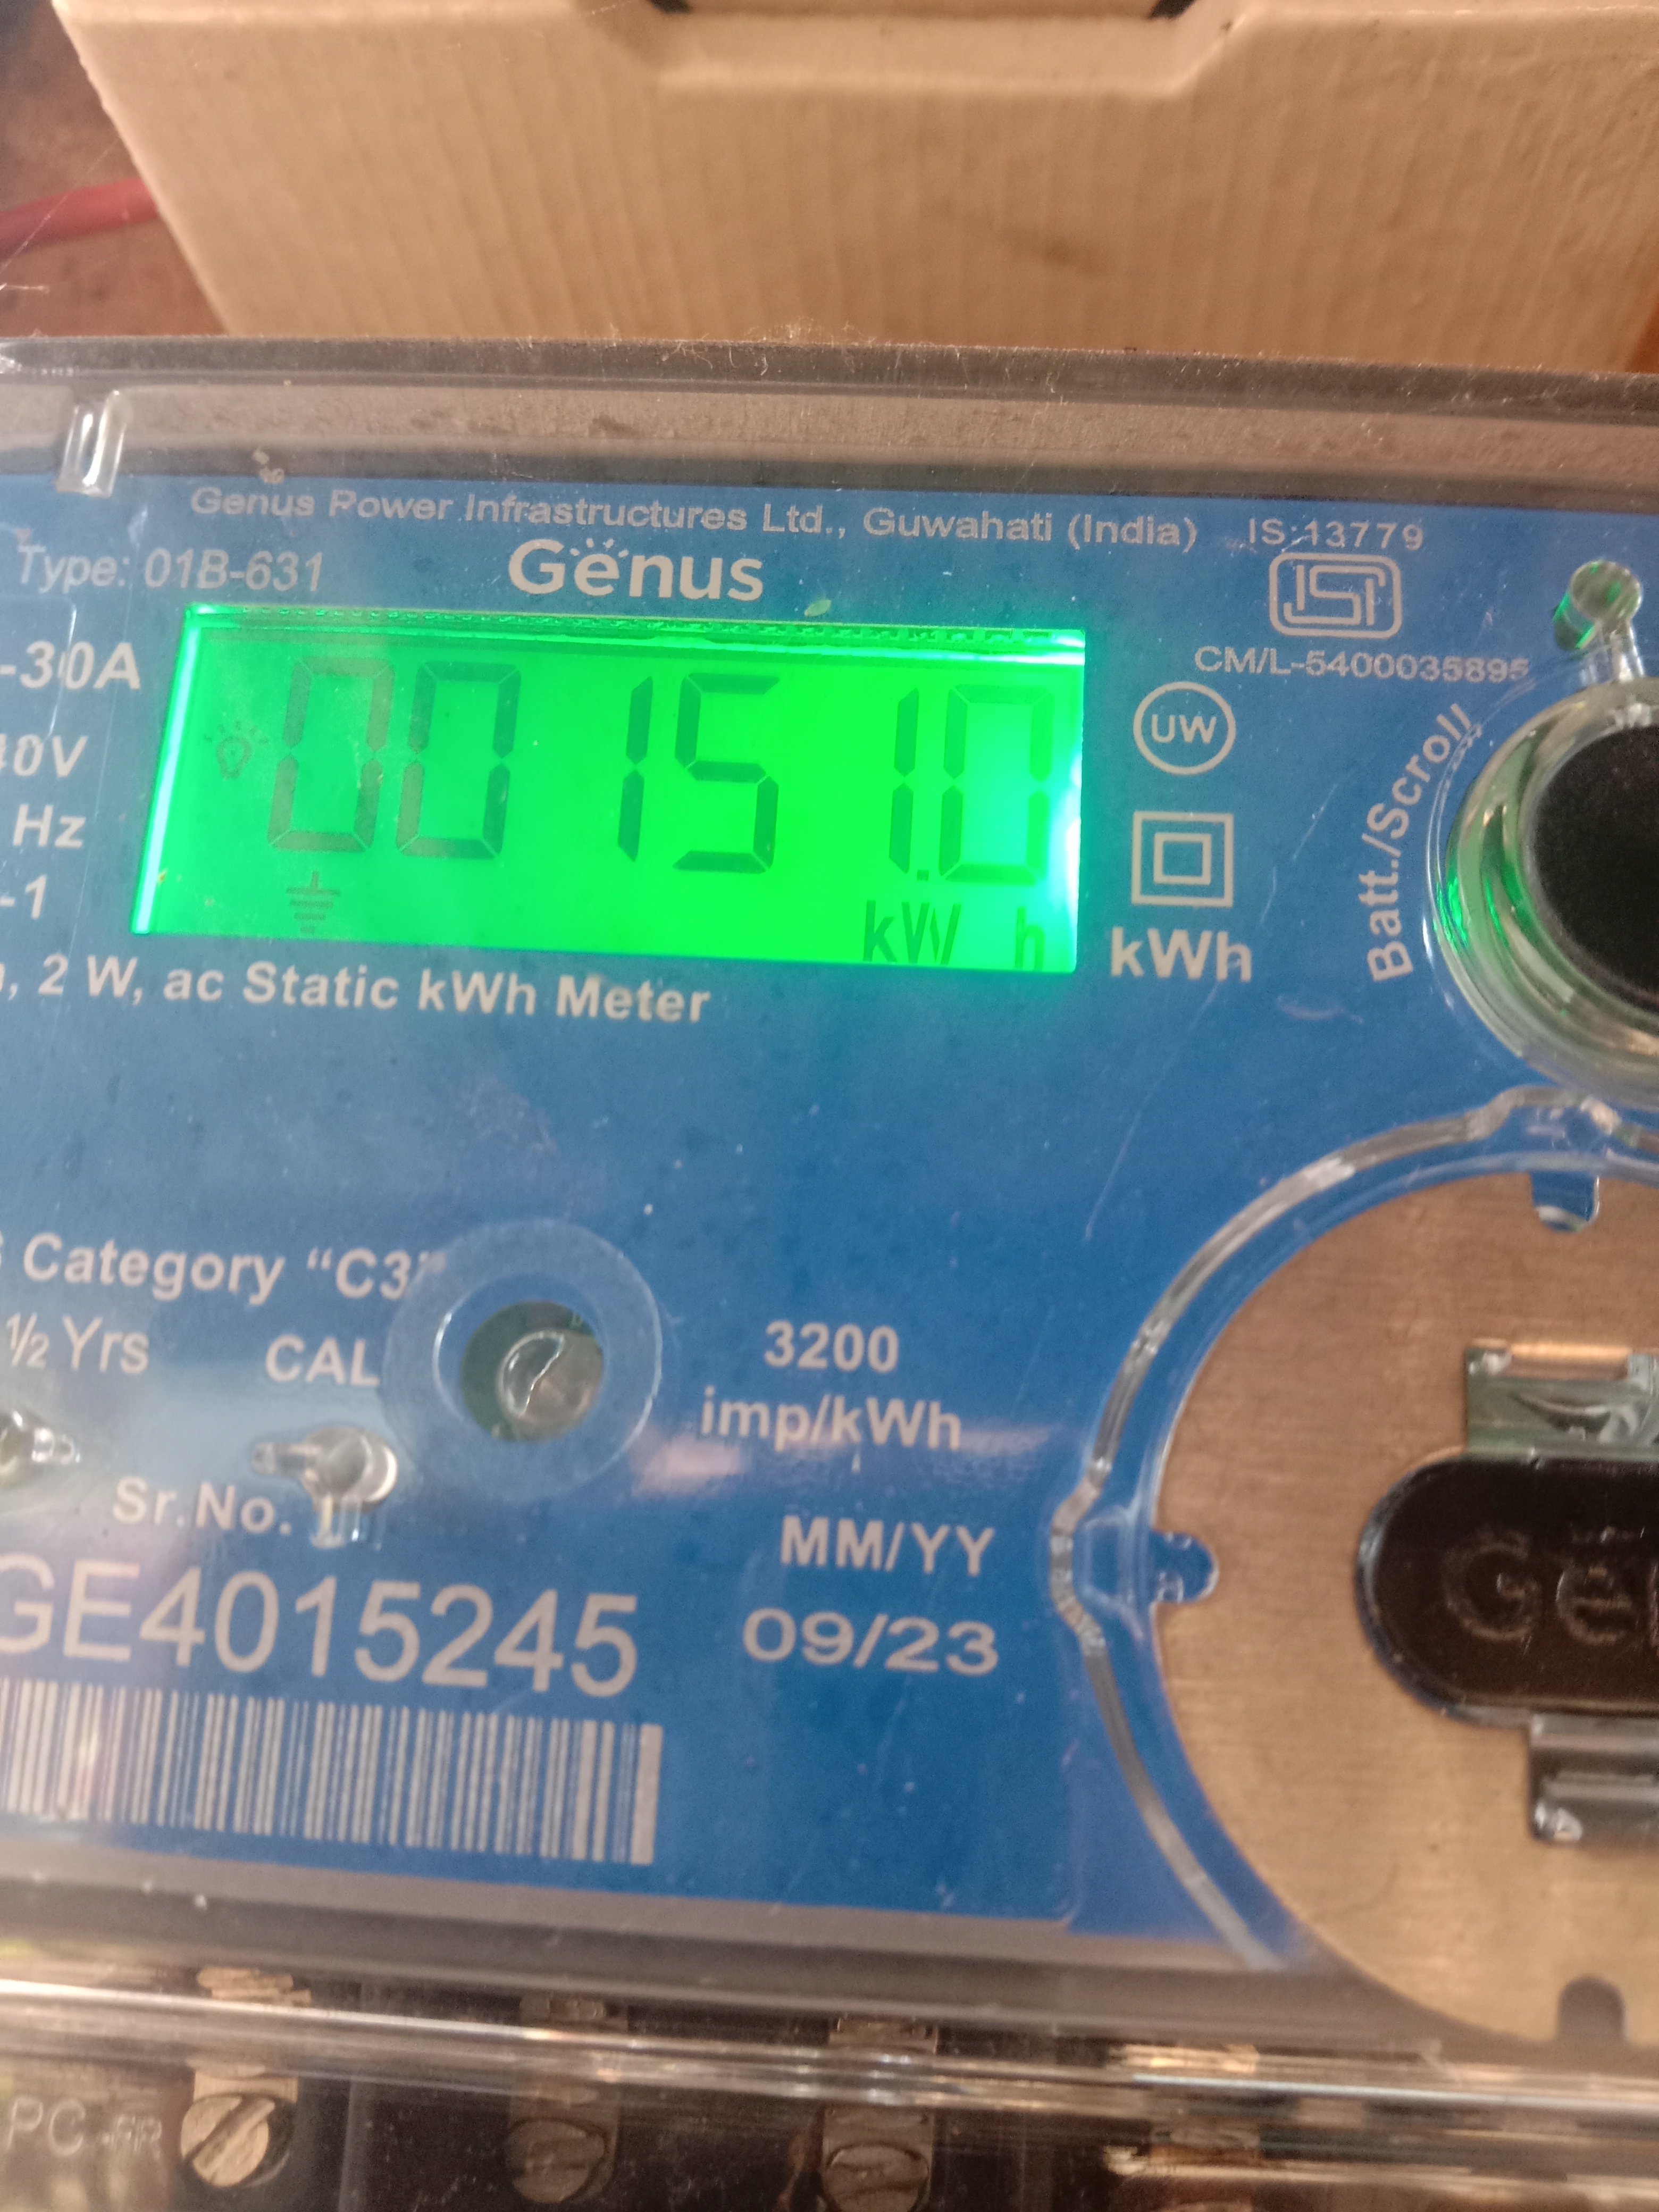 Genus Power Infrastructures Ltd., Guwahati (India)
IS:13779
Type: 01B-631
Genus
ISI
CM/L-5400035895
-30A
00151.0
kW h
UW
Batt./Scroll
Hz
-1
kWh
, 2 W, ac Static kWh Meter
Category "C3"
½ Yrs
CAL
3200
imp/kWh
Sr.No.
MM/YY
GE4015245
09/23